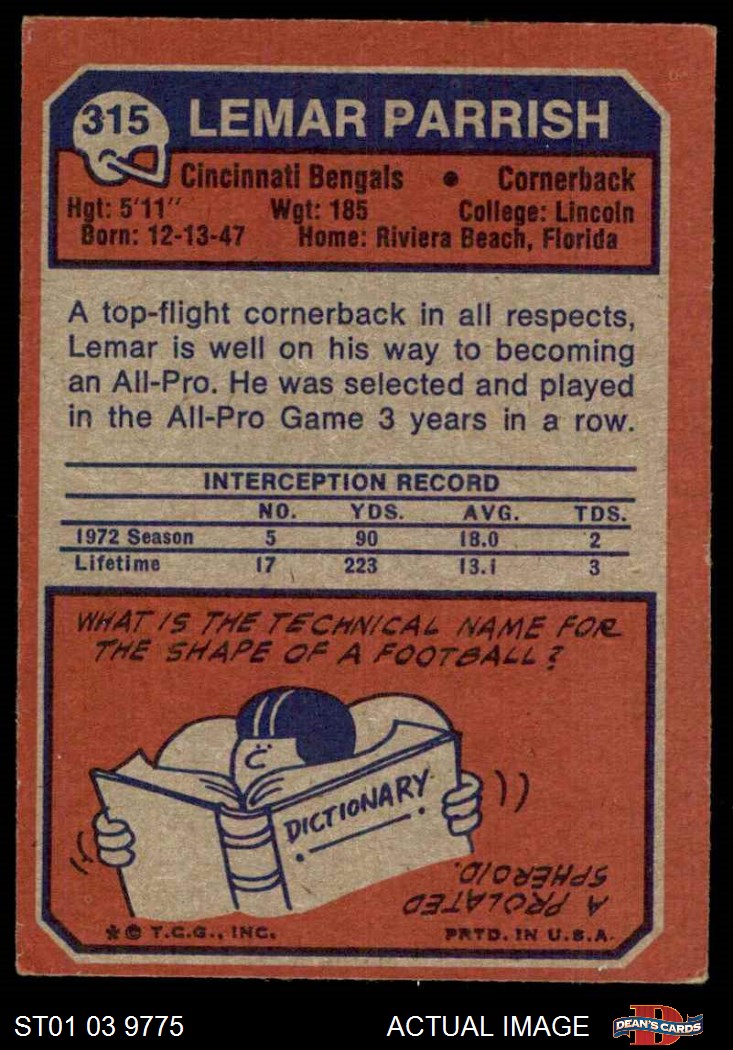 315 LEMAR PARRISH
Cincinnati Bengals • Cornerback
Hgt: 5'11" Wgt: 185 College: Lincoln
Born: 12-13-47 Home: Riviera Beach, Florida
A top-flight cornerback in all respects,
Lemar is well on his way to becoming
an All-Pro. He was selected and played
in the All-Pro Game 3 years in a row.
INTERCEPTION RECORD
NO. YDS. AVG. TDS.
1972 Season 5 90 18.0 2
Lifetime 17 223 13.1 3
WHAT IS THE TECHNICAL NAME FOR
THE SHAPE OF A FOOTBALL?
DICTIONARY
A PROLATED
SPHEROID.
* © T.C.G., INC. PRTD. IN U.S.A.
ST01 03 9775 ACTUAL IMAGE DEAN'S CARDS